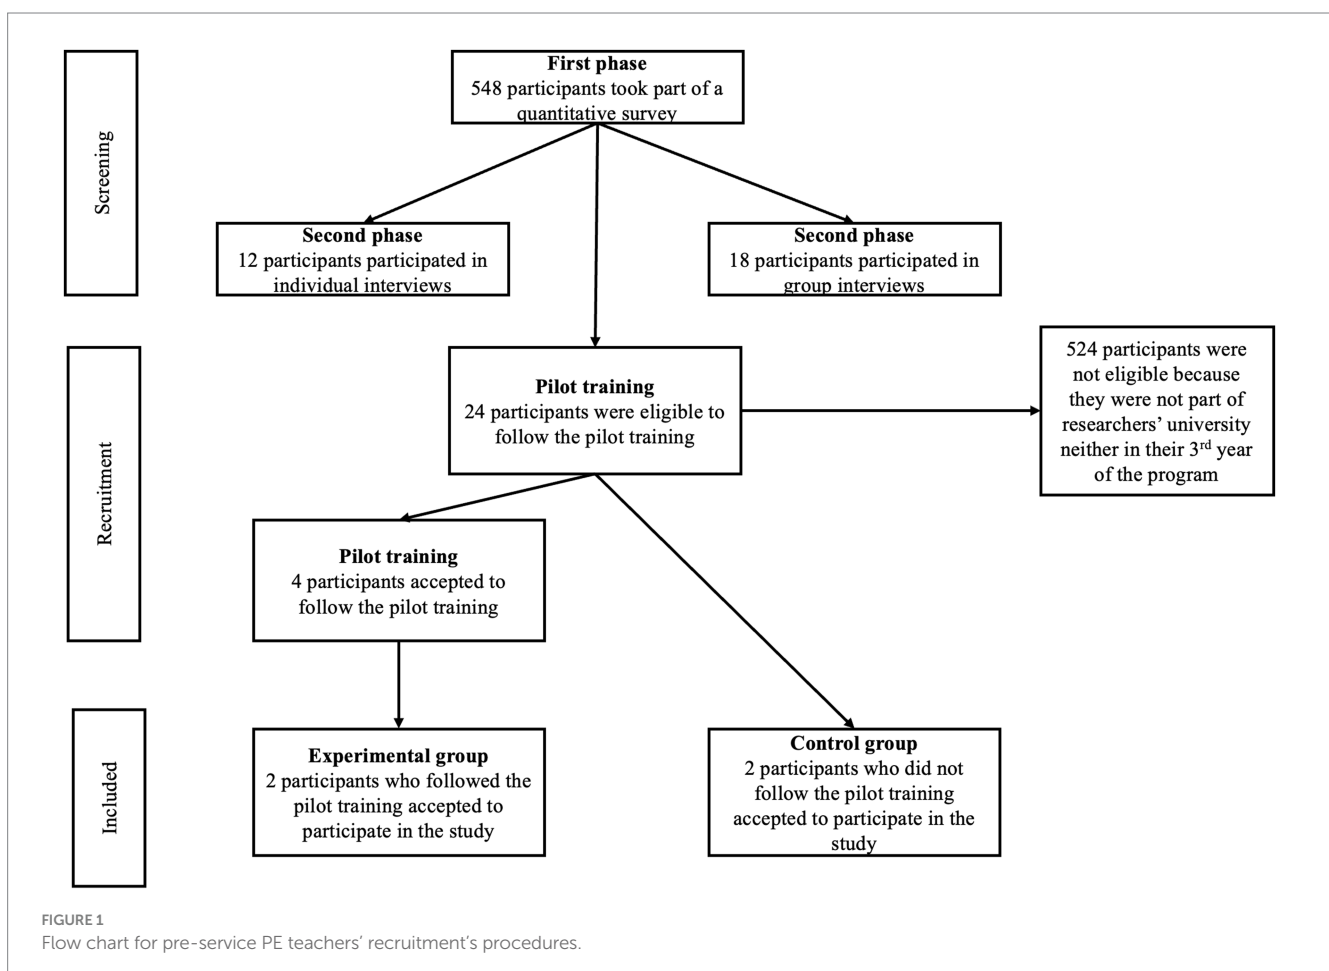 Screening
First phase
548 participants took part of a
quantitative survey
Second phase
12 participants participated in
individual interviews
Second phase
18 participants participated in
group interviews
Recruitment
Pilot training
24 participants were eligible to
follow the pilot training
524 participants were
not eligible because
they were not part of
researchers’ university
neither in their 3rd year
of the program
Pilot training
4 participants accepted to
follow the pilot training
Included
Experimental group
2 participants who followed the
pilot training accepted to
participate in the study
Control group
2 participants who did not
follow the pilot training
accepted to participate in the
study
FIGURE 1
Flow chart for pre-service PE teachers’ recruitment’s procedures.